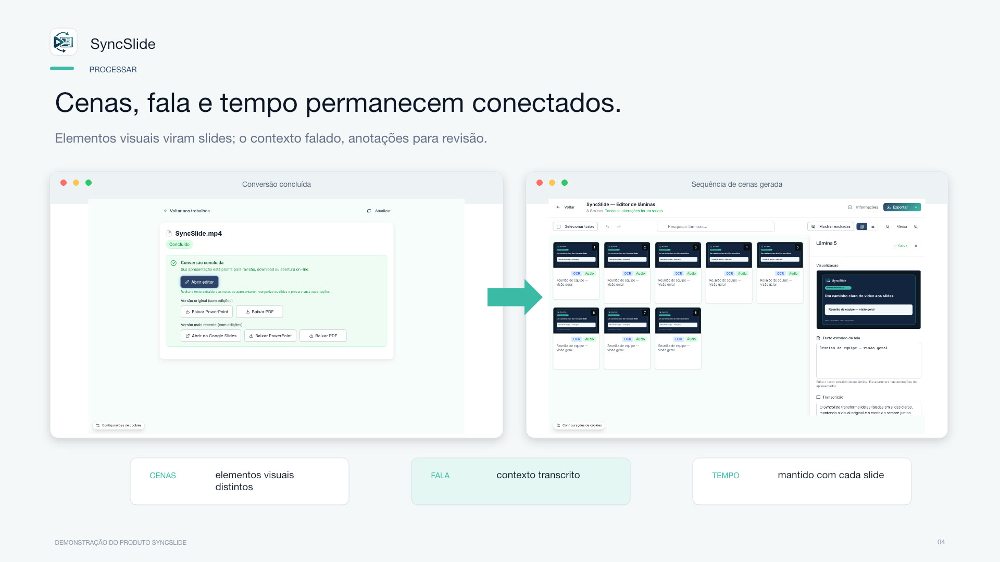 SyncSlide
PROCESSAR
Cenas, fala e tempo permanecem conectados.
Elementos visuais viram slides; o contexto falado, anotações para revisão.
Conversão concluída
Voltar aos trabalhos
Atualizar
SyncSlide.mp4
Concluído
Conversão concluída
Sua apresentação está pronta para revisão, download ou abertura on-line.
Abrir editor
Revise o texto extraído e as notas do apresentador, reorganize os slides e prepare suas exportações.
Versão original (sem edições)
Baixar PowerPoint
Baixar PDF
Versão mais recente (com edições)
Abrir no Google Slides
Baixar PowerPoint
Baixar PDF
Configurações de cookies
Sequência de cenas gerada
Voltar
SyncSlide — Editor de lâminas
8 lâminas Todas as alterações foram salvas
Informações
Exportar
Selecionar todas
Pesquisar lâminas...
Mostrar excluídas
Média
1
OCR Áudio
Reunião de equipe —
visão geral
2
OCR Áudio
Reunião de equipe —
visão geral
3
OCR Áudio
Reunião de equipe —
visão geral
4
OCR Áudio
Reunião de equipe —
visão geral
5
OCR Áudio
Reunião de equipe —
visão geral
6
OCR Áudio
Reunião de equipe —
visão geral
7
OCR Áudio
Reunião de equipe —
visão geral
8
OCR Áudio
Reunião de equipe —
visão geral
Lâmina 5
Salva
Visualização
SyncSlide
Um caminho claro do vídeo aos slides
Reunião de equipe — visão geral
Texto extraído da tela
Reunião de equipe — visão geral
Edite o texto extraído desta lâmina. Ele aparecerá nas anotações do
apresentador.
Transcrição
O SyncSlide transforma ideias faladas em slides claros,
mantendo o visual original e o contexto sempre juntos.
Configurações de cookies
CENAS
elementos visuais
distintos
FALA
contexto transcrito
TEMPO
mantido com cada slide
DEMONSTRAÇÃO DO PRODUTO SYNCSLIDE
04